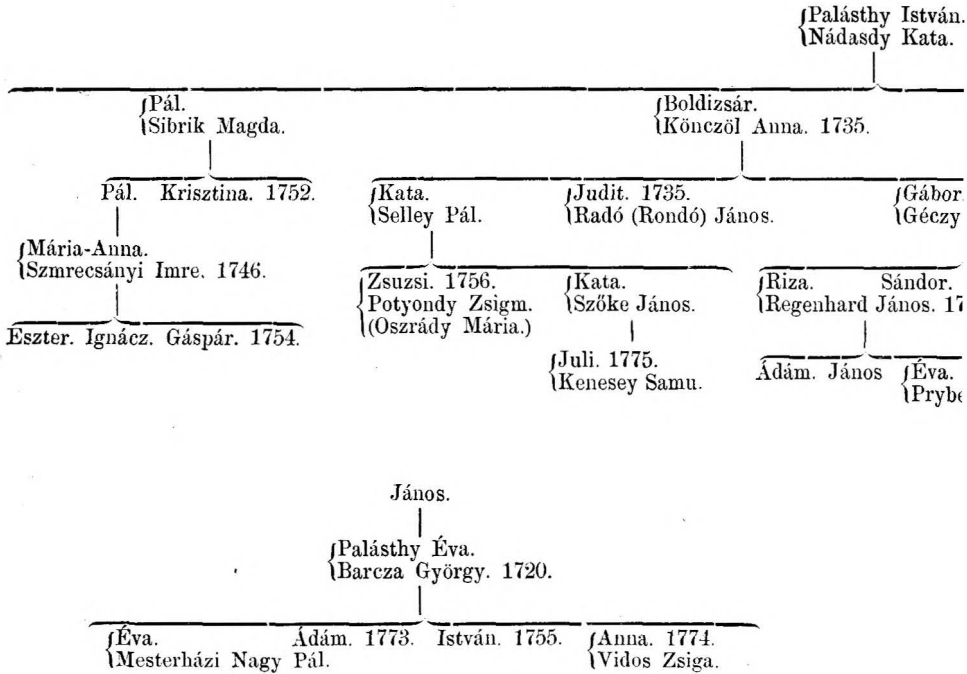 Palásthy István.
Nádasdy Kata.
Pál. Boldizsár.
Sibrik Magda. Könczöl Anna. 1735.
Pál. Krisztina. 1752. Kata. Judit. 1735. Gábor.
Selley Pál. Radó (Rondó) János. Géczy
Mária-Anna.
Szmrecsányi Imre. 1746.
Zsuzsi. 1756. Kata. Riza. Sándor.
Potyondy Zsigm. Szőke János. Regenhard János. 17
(Oszrády Mária.)
Eszter. Ignácz. Gáspár. 1754.
Juli. 1775. Ádám. János Éva.
Kenesey Samu.
János.
Palásthy Éva.
Barcza György. 1720.
Éva. Ádám. 1773. István. 1755. Anna. 1774.
Mesterházi Nagy Pál. Vidos Zsiga.